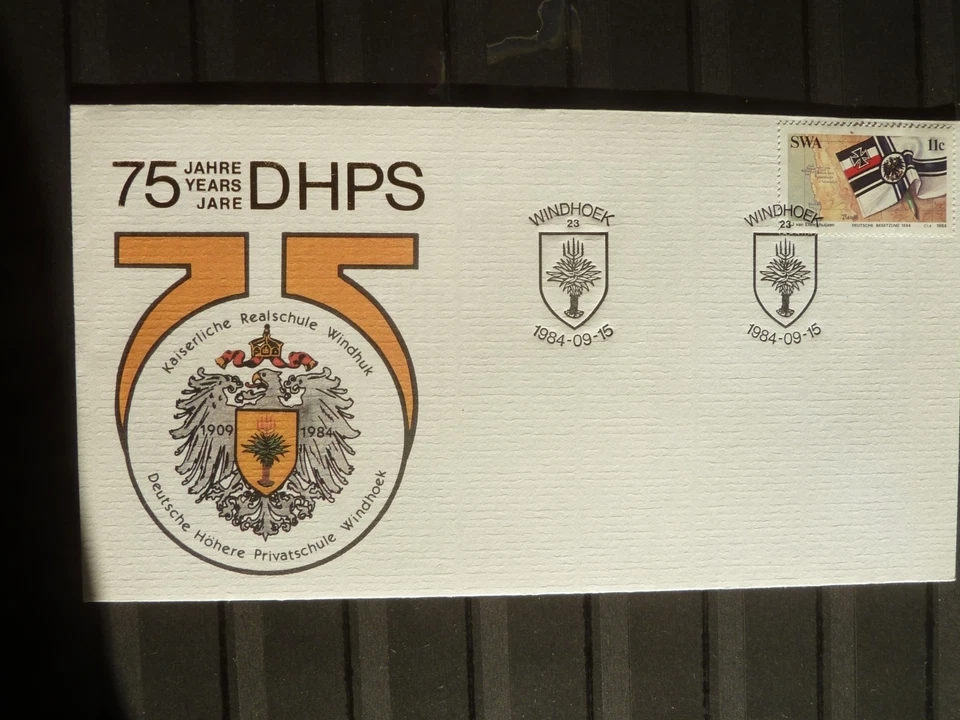 75 JAHRE YEARS JARE DHPS
Kaiserliche Realschule Windhuk
1909 1984
Deutsche Höhere Privatschule Windhoek
WINDHOEK
23
1984-09-15
WINDHOEK
23
1984-09-15
SWA 11c
DEUTSCHE BESETZUNG 1884
1984